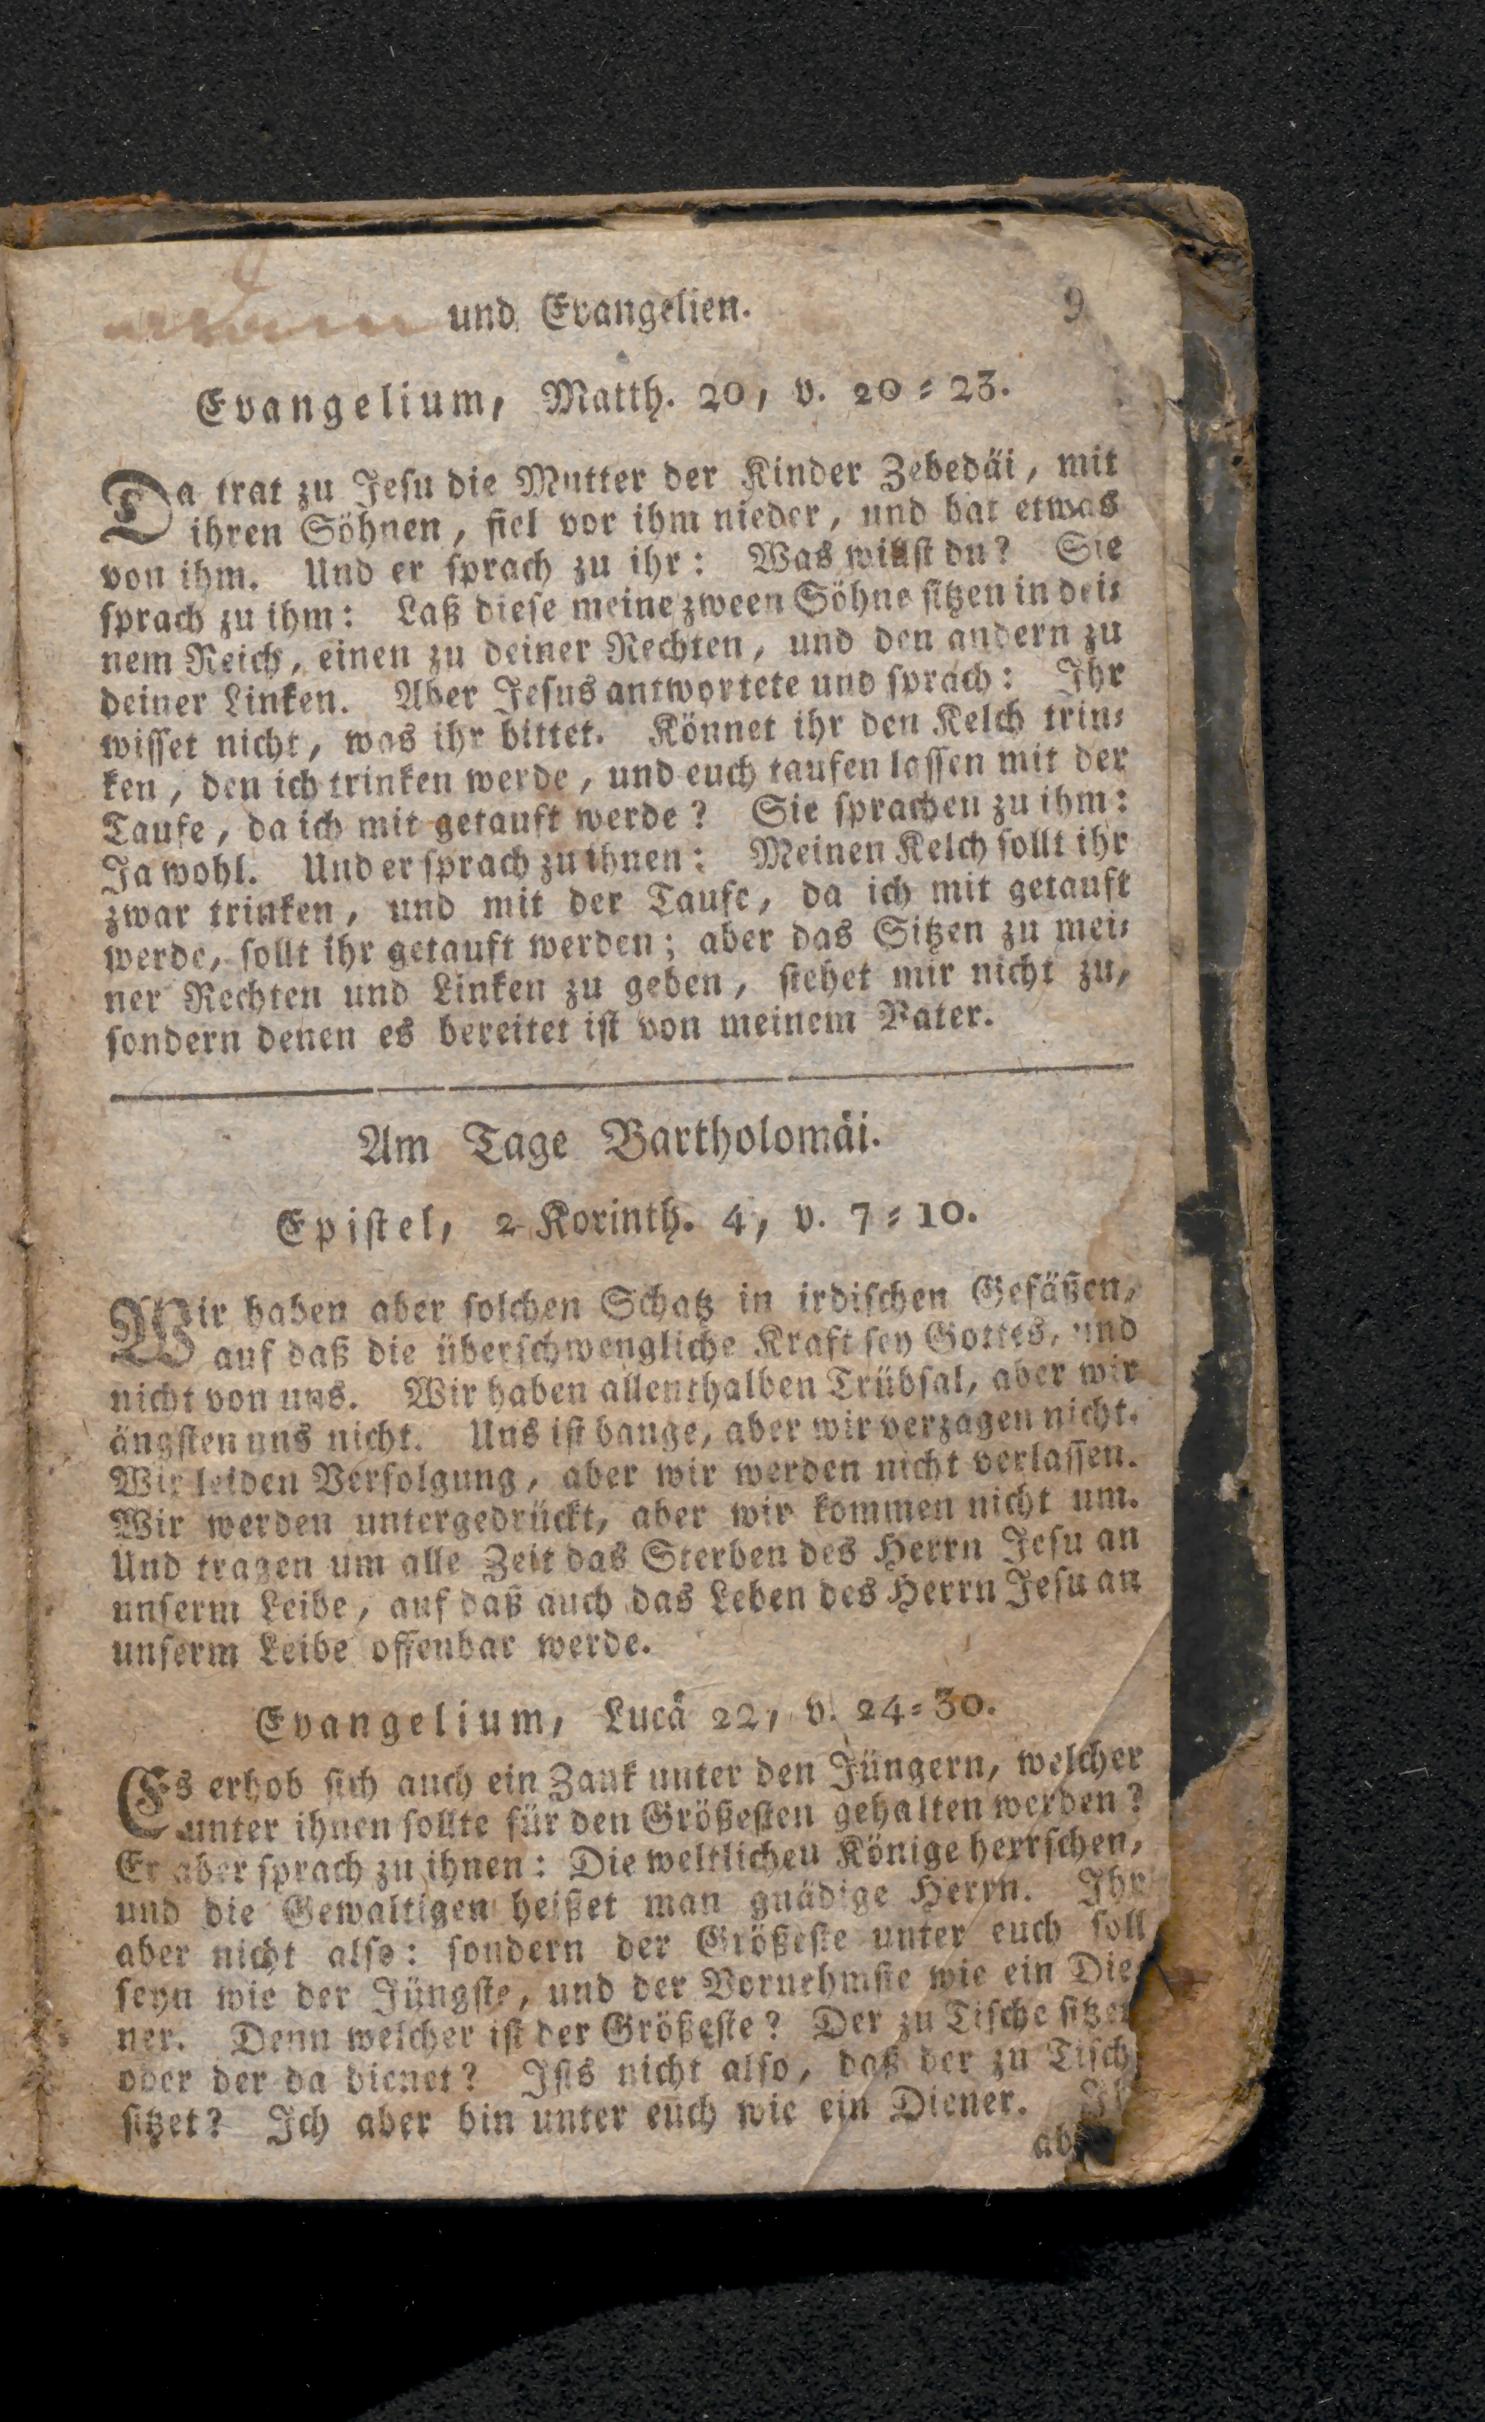 und Evangelien. 9
Evangelium, Matth. 20, v. 20⸗23.
Da trat zu Jesu die Mutter der Kinder Zebedäi, mit
ihren Söhnen, fiel vor ihm nieder, und bat etwas
von ihm. Und er sprach zu ihr: Was willst du? Sie
sprach zu ihm: Laß diese meine zween Söhne sitzen in dei⸗
nem Reich, einen zu deiner Rechten, und den andern zu
deiner Linken. Aber Jesus antwortete und sprach: Ihr
wisset nicht, was ihr bittet. Könnet ihr den Kelch trin⸗
ken, den ich trinken werde, und euch taufen lassen mit der
Taufe, da ich mit getauft werde? Sie sprachen zu ihm:
Ja wohl. Und er sprach zu ihnen: Meinen Kelch sollt ihr
zwar trinken, und mit der Taufe, da ich mit getauft
werde, sollt ihr getauft werden; aber das Sitzen zu mei⸗
ner Rechten und Linken zu geben, stehet mir nicht zu,
sondern denen es bereitet ist von meinem Vater.
Am Tage Bartholomäi.
Epistel, 2 Korinth. 4, v. 7⸗10.
Wir haben aber solchen Schatz in irdischen Gefäßen,
auf daß die überschwengliche Kraft sey Gottes, und
nicht von uns. Wir haben allenthalben Trübsal, aber wir
ängsten uns nicht. Uns ist bange, aber wir verzagen nicht.
Wir leiden Verfolgung, aber wir werden nicht verlassen.
Wir werden untergedrückt, aber wir kommen nicht um.
Und tragen um alle Zeit das Sterben des Herrn Jesu an
unserm Leibe, auf daß auch das Leben des Herrn Jesu an
unserm Leibe offenbar werde.
Evangelium, Lucä 22, v. 24⸗30.
Es erhob sich auch ein Zank unter den Jüngern, welcher
unter ihnen sollte für den Größesten gehalten werden?
Er aber sprach zu ihnen: Die weltlichen Könige herrschen,
und die Gewaltigen heißet man gnädige Herrn. Ihr
aber nicht also: sondern der Größeste unter euch soll
seyn wie der Jüngste, und der Vornehmste wie ein Die
ner. Denn welcher ist der Größeste? Der zu Tische sitzet
oder der da dienet? Ists nicht also, daß der zu Tisch
sitzet? Ich aber bin unter euch wie ein Diener.